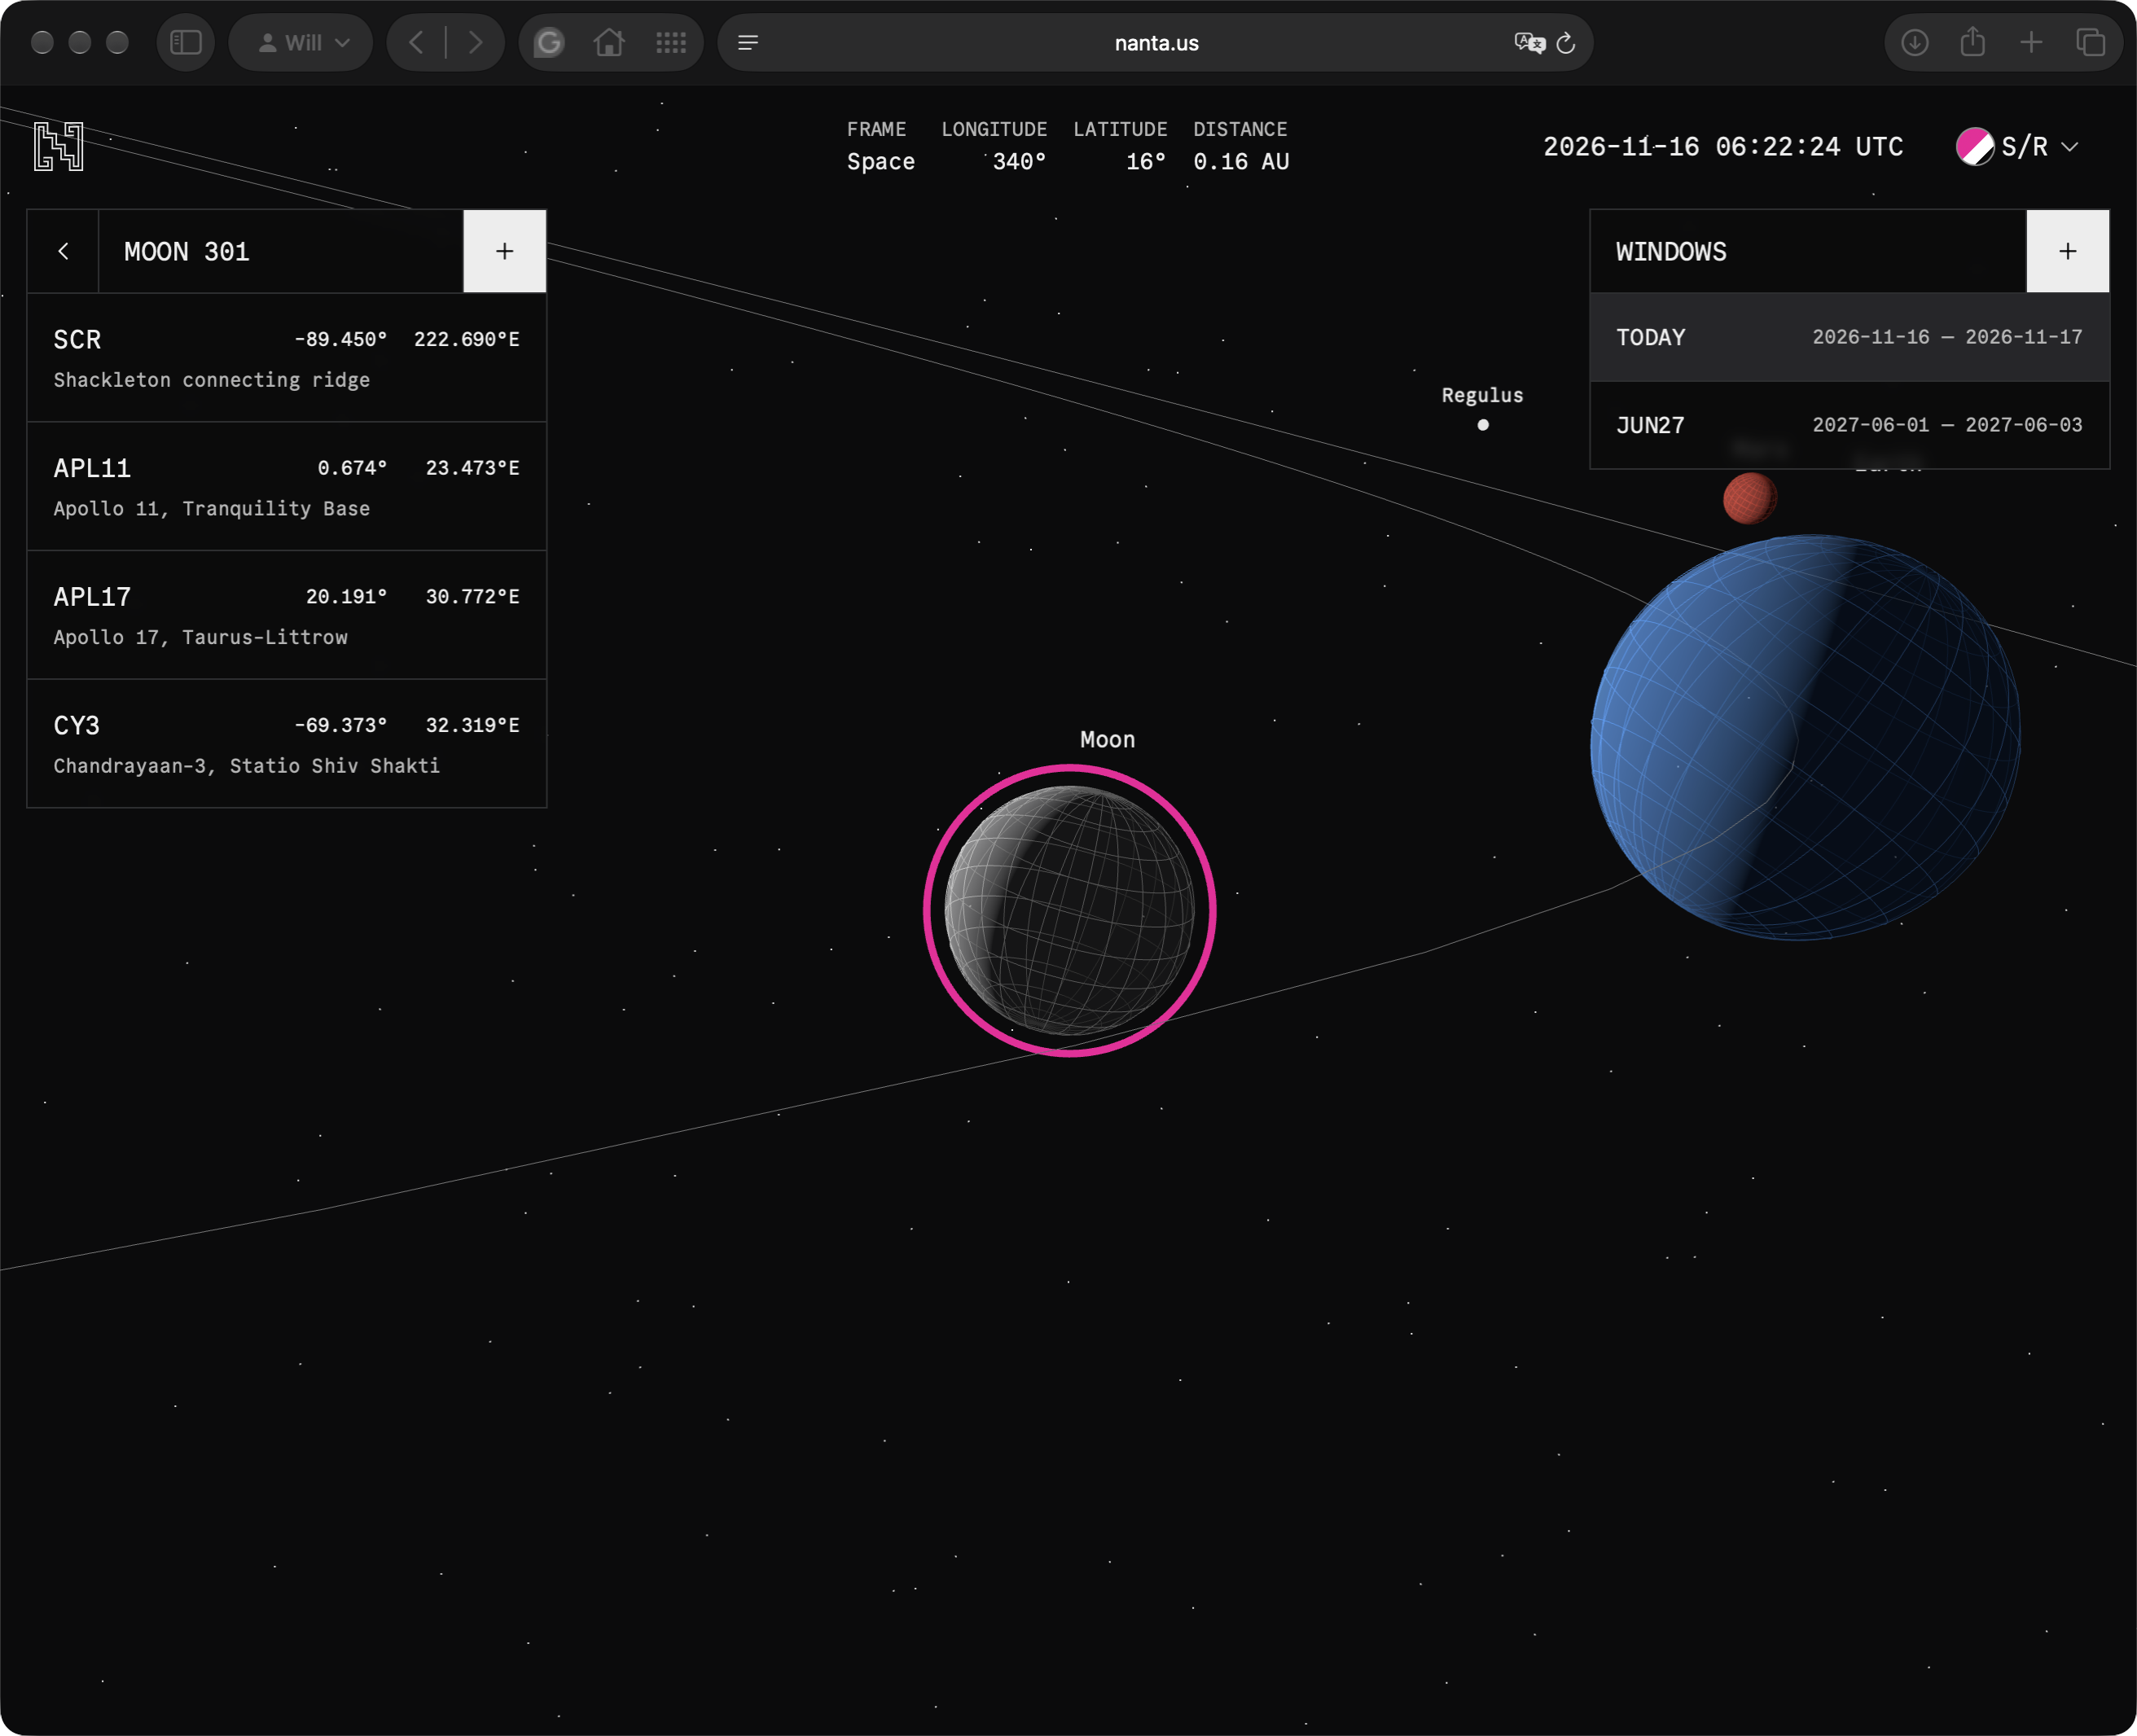 Will
nanta.us
FRAME LONGITUDE LATITUDE DISTANCE
Space 340° 16° 0.16 AU
2026-11-16 06:22:24 UTC
S/R
MOON 301
+
SCR -89.450° 222.690°E
Shackleton connecting ridge
APL11 0.674° 23.473°E
Apollo 11, Tranquility Base
APL17 20.191° 30.772°E
Apollo 17, Taurus-Littrow
CY3 -69.373° 32.319°E
Chandrayaan-3, Statio Shiv Shakti
WINDOWS
+
TODAY 2026-11-16 — 2026-11-17
JUN27 2027-06-01 — 2027-06-03
Regulus
Moon